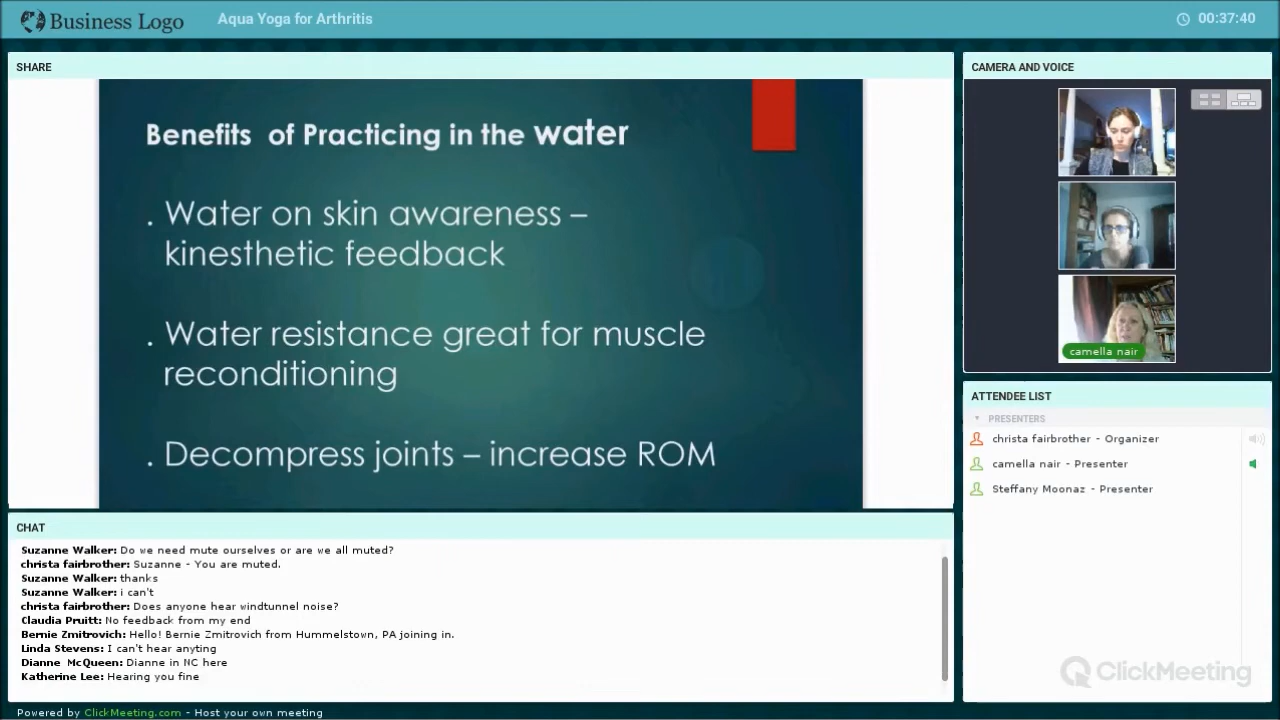 Business Logo
Aqua Yoga for Arthritis
00:37:40
SHARE
Benefits of Practicing in the water
. Water on skin awareness –
kinesthetic feedback
. Water resistance great for muscle
reconditioning
. Decompress joints – increase ROM
CAMERA AND VOICE
camella nair
ATTENDEE LIST
PRESENTERS
christa fairbrother - Organizer
camella nair - Presenter
Steffany Moonaz - Presenter
CHAT
Suzanne Walker: Do we need mute ourselves or are we all muted?
christa fairbrother: Suzanne - You are muted.
Suzanne Walker: thanks
Suzanne Walker: i can't
christa fairbrother: Does anyone hear windtunnel noise?
Claudia Pruitt: No feedback from my end
Bernie Zmitrovich: Hello! Bernie Zmitrovich from Hummelstown, PA joining in.
Linda Stevens: I can't hear anyting
Dianne McQueen: Dianne in NC here
Katherine Lee: Hearing you fine
ClickMeeting
Powered by ClickMeeting.com - Host your own meeting